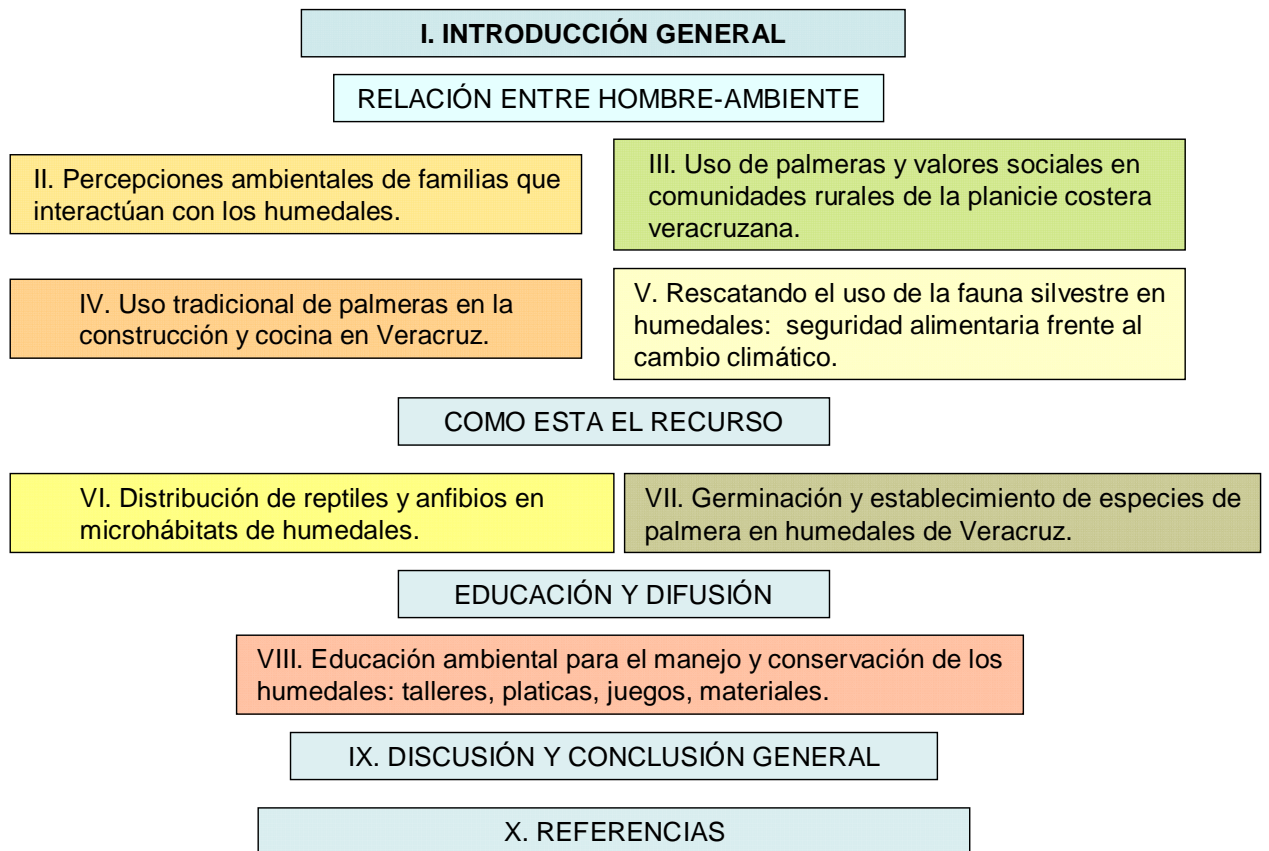 I. INTRODUCCIÓN GENERAL
RELACIÓN ENTRE HOMBRE-AMBIENTE
II. Percepciones ambientales de familias que
interactúan con los humedales.
III. Uso de palmeras y valores sociales en
comunidades rurales de la planicie costera
veracruzana.
IV. Uso tradicional de palmeras en la
construcción y cocina en Veracruz.
V. Rescatando el uso de la fauna silvestre en
humedales: seguridad alimentaria frente al
cambio climático.
COMO ESTA EL RECURSO
VI. Distribución de reptiles y anfibios en
microhábitats de humedales.
VII. Germinación y establecimiento de especies de
palmera en humedales de Veracruz.
EDUCACIÓN Y DIFUSIÓN
VIII. Educación ambiental para el manejo y conservación de los
humedales: talleres, platicas, juegos, materiales.
IX. DISCUSIÓN Y CONCLUSIÓN GENERAL
X. REFERENCIAS